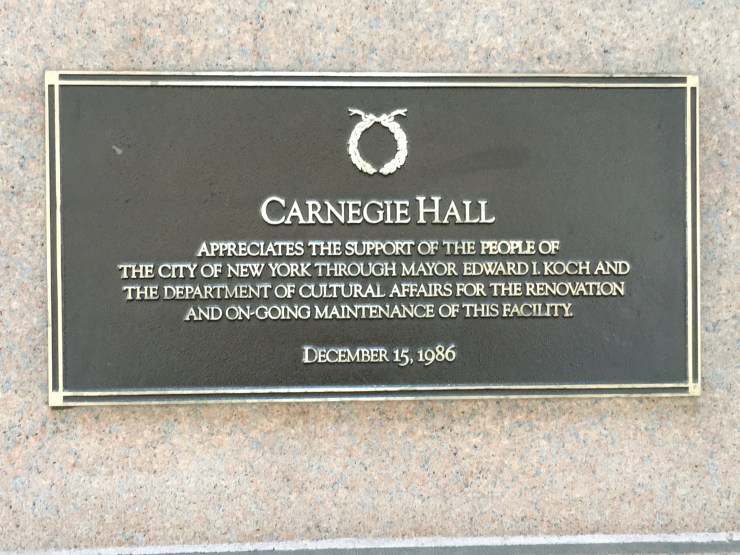 CARNEGIE HALL
APPRECIATES THE SUPPORT OF THE PEOPLE OF
THE CITY OF NEW YORK THROUGH MAYOR EDWARD I. KOCH AND
THE DEPARTMENT OF CULTURAL AFFAIRS FOR THE RENOVATION
AND ON-GOING MAINTENANCE OF THIS FACILITY.
DECEMBER 15, 1986